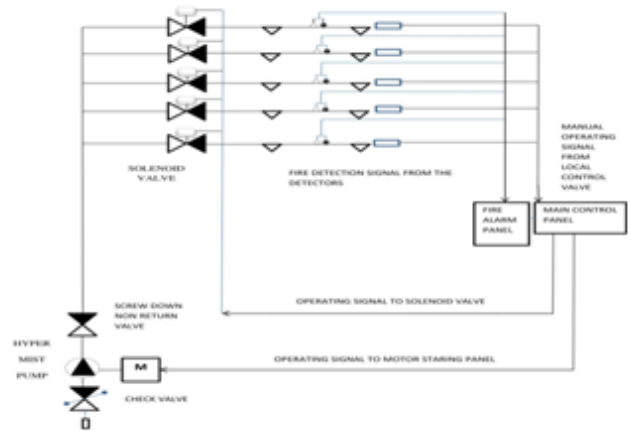 MANUAL
OPERATING
SIGNAL
FROM
LOCAL
CONTROL
VALVE
SOLENOID
VALVE
FIRE DETECTION SIGNAL FROM THE
DETECTORS
FIRE
ALARM
PANEL
MAIN CONTROL
PANEL
OPERATING SIGNAL TO SOLENOID VALVE
SCREW DOWN
NON RETURN
VALVE
HYPER
MIST
PUMP
M
OPERATING SIGNAL TO MOTOR STARING PANEL
CHECK VALVE